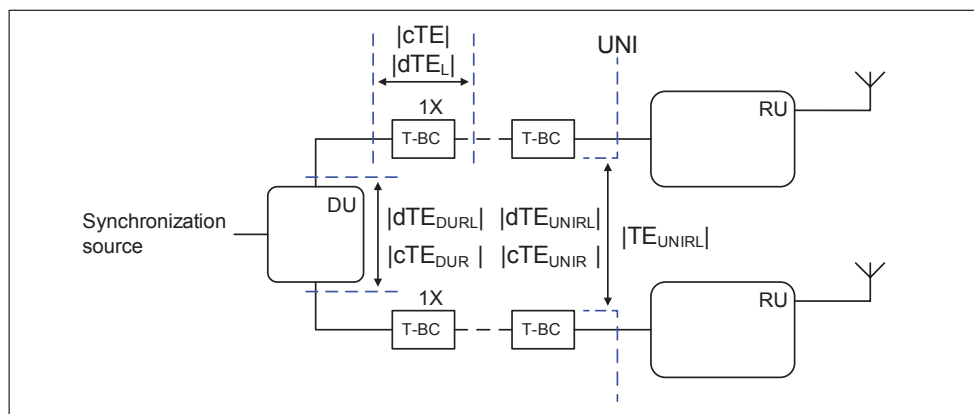 |cTE|
|dTE_L|
UNI
1X
T-BC
T-BC
RU
DU
Synchronization
source
|dTE_DURL|
|cTE_DUR |
|dTE_UNIRL|
|cTE_UNIR |
|TE_UNIRL|
1X
T-BC
T-BC
RU